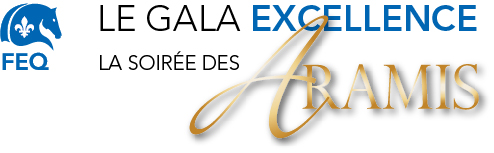 LE GALA EXCELLENCE
FEQ
LA SOIRÉE DES ARAMIS